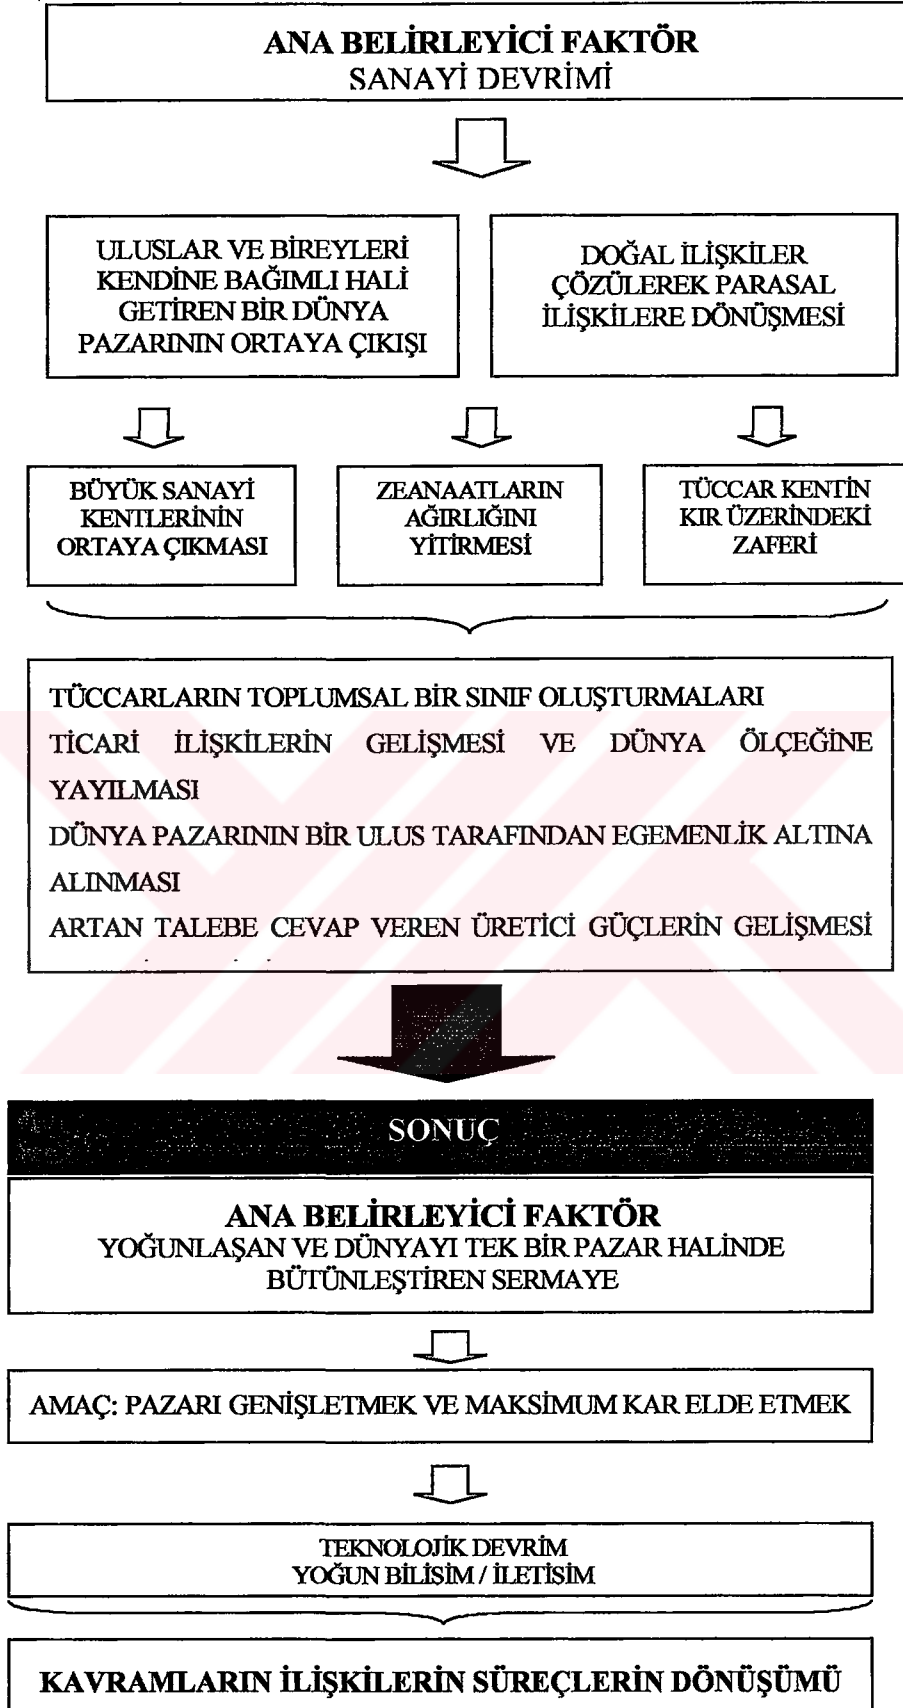 ANA BELİRLEYİCİ FAKTÖR
SANAYİ DEVRİMİ
ULUSLAR VE BİREYLERİ
KENDİNE BAĞIMLI HALİ
GETİREN BİR DÜNYA
PAZARININ ORTAYA ÇIKIŞI
DOĞAL İLİŞKİLER
ÇÖZÜLEREK PARASAL
İLİŞKİLERE DÖNÜŞMESİ
BÜYÜK SANAYİ
KENTLERİNİN
ORTAYA ÇIKMASI
ZEANAATLARIN
AĞIRLIĞINI
YİTİRMESİ
TÜCCAR KENTİN
KIR ÜZERİNDEKİ
ZAFERİ
TÜCCARLARIN TOPLUMSAL BİR SINIF OLUŞTURMALARI
TİCARİ İLİŞKİLERİN GELİŞMESİ VE DÜNYA ÖLÇEĞİNE
YAYILMASI
DÜNYA PAZARININ BİR ULUS TARAFINDAN EGEMENLİK ALTINA
ALINMASI
ARTAN TALEBE CEVAP VEREN ÜRETİCİ GÜÇLERİN GELİŞMESİ
SONUÇ
ANA BELİRLEYİCİ FAKTÖR
YOĞUNLAŞAN VE DÜNYAYI TEK BİR PAZAR HALİNDE
BÜTÜNLEŞTİREN SERMAYE
AMAÇ: PAZARI GENİŞLETMEK VE MAKSİMUM KAR ELDE ETMEK
TEKNOLOJİK DEVRİM
YOĞUN BİLİŞİM / İLETİŞİM
KAVRAMLARIN İLİŞKİLERİN SÜREÇLERİN DÖNÜŞÜMÜ